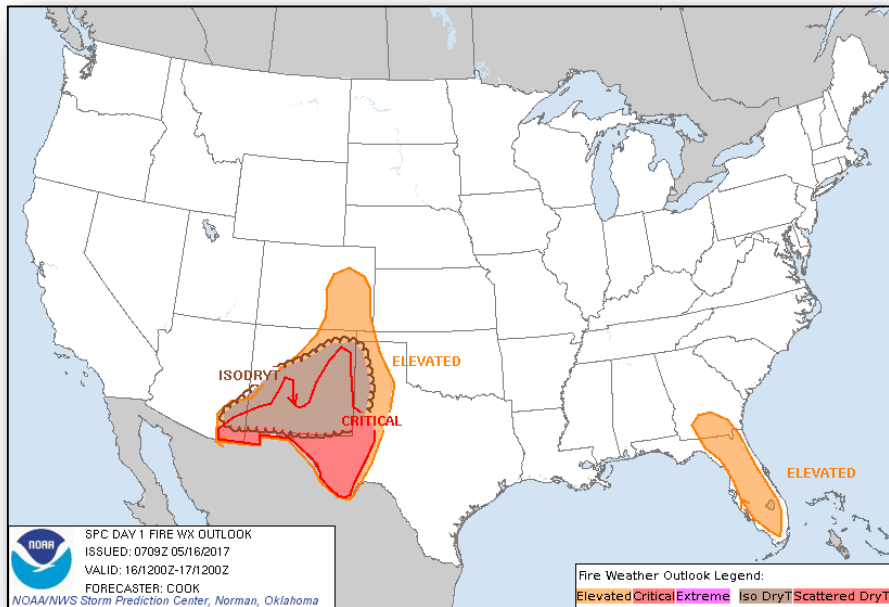 ISODRYT
ELEVATED
CRITICAL
ELEVATED
NOAA
SPC DAY 1 FIRE WX OUTLOOK
ISSUED: 0709Z 05/16/2017
VALID: 16/1200Z-17/1200Z
FORECASTER: COOK
NOAA/NWS Storm Prediction Center, Norman, Oklahoma
Fire Weather Outlook Legend:
Elevated Critical Extreme Iso DryT Scattered DryT